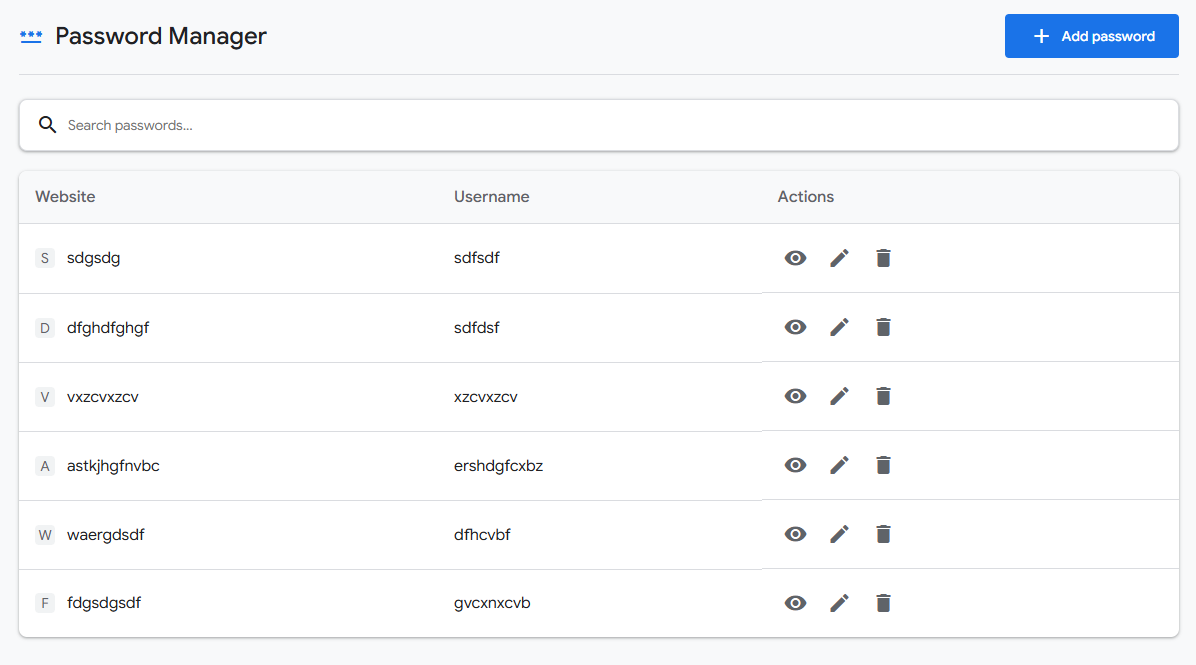 *** Password Manager
+ Add password
Search passwords...
Website Username Actions
S sdgsdg sdfsdf
D dfghdfghgf sdfdsf
V vxzcvxzcv xzcvxzcv
A astkjhgfnvbc ershdgfcxbz
W waergdsdf dfhcvbf
F fdgsdgsdf gvcxnxcvb